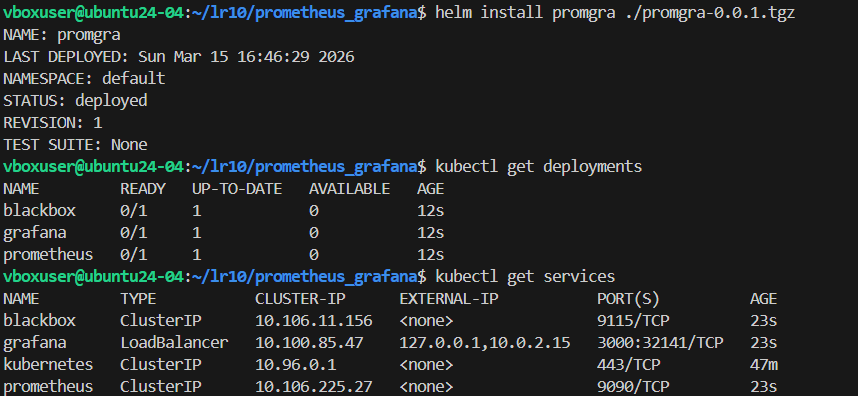 vboxuser@ubuntu24-04:~/lr10/prometheus_grafana$ helm install promgra ./promgra-0.0.1.tgz
NAME: promgra
LAST DEPLOYED: Sun Mar 15 16:46:29 2026
NAMESPACE: default
STATUS: deployed
REVISION: 1
TEST SUITE: None
vboxuser@ubuntu24-04:~/lr10/prometheus_grafana$ kubectl get deployments
NAME         READY   UP-TO-DATE   AVAILABLE   AGE
blackbox     0/1     1            0           12s
grafana      0/1     1            0           12s
prometheus   0/1     1            0           12s
vboxuser@ubuntu24-04:~/lr10/prometheus_grafana$ kubectl get services
NAME         TYPE           CLUSTER-IP      EXTERNAL-IP           PORT(S)          AGE
blackbox     ClusterIP      10.106.11.156   <none>                9115/TCP         23s
grafana      LoadBalancer   10.100.85.47    127.0.0.1,10.0.2.15   3000:32141/TCP   23s
kubernetes   ClusterIP      10.96.0.1       <none>                443/TCP          47m
prometheus   ClusterIP      10.106.225.27   <none>                9090/TCP         23s